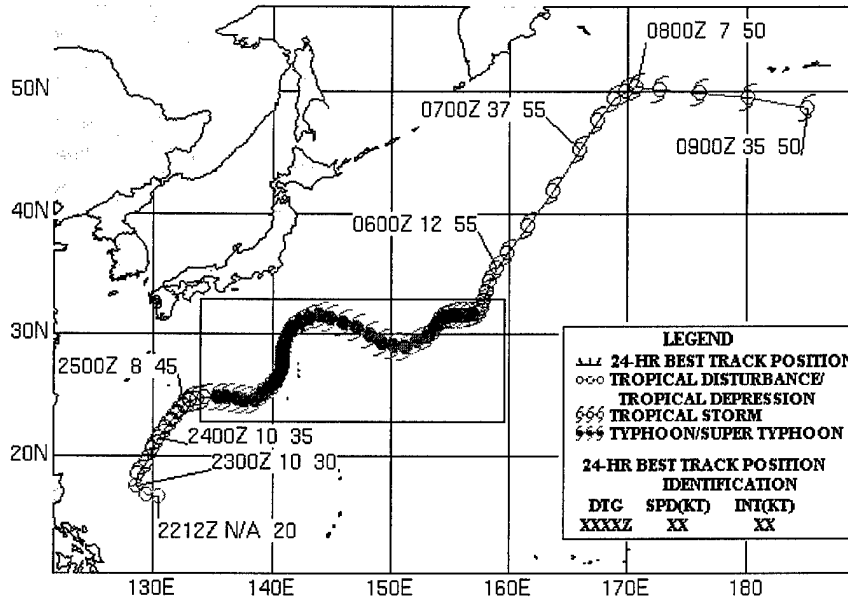 0800Z 7 50
50N
0700Z 37 55
0900Z 35 50
40N
0600Z 12 55
30N
2500Z 8 45
2400Z 10 35
20N
2300Z 10 30
2212Z N/A 20
LEGEND
24-HR BEST TRACK POSITION
TROPICAL DISTURBANCE/
TROPICAL DEPRESSION
TROPICAL STORM
TYPHOON/SUPER TYPHOON
24-HR BEST TRACK POSITION
IDENTIFICATION
DTG SPD(KT) INT(KT)
XXXXZ XX XX
130E 140E 150E 160E 170E 180